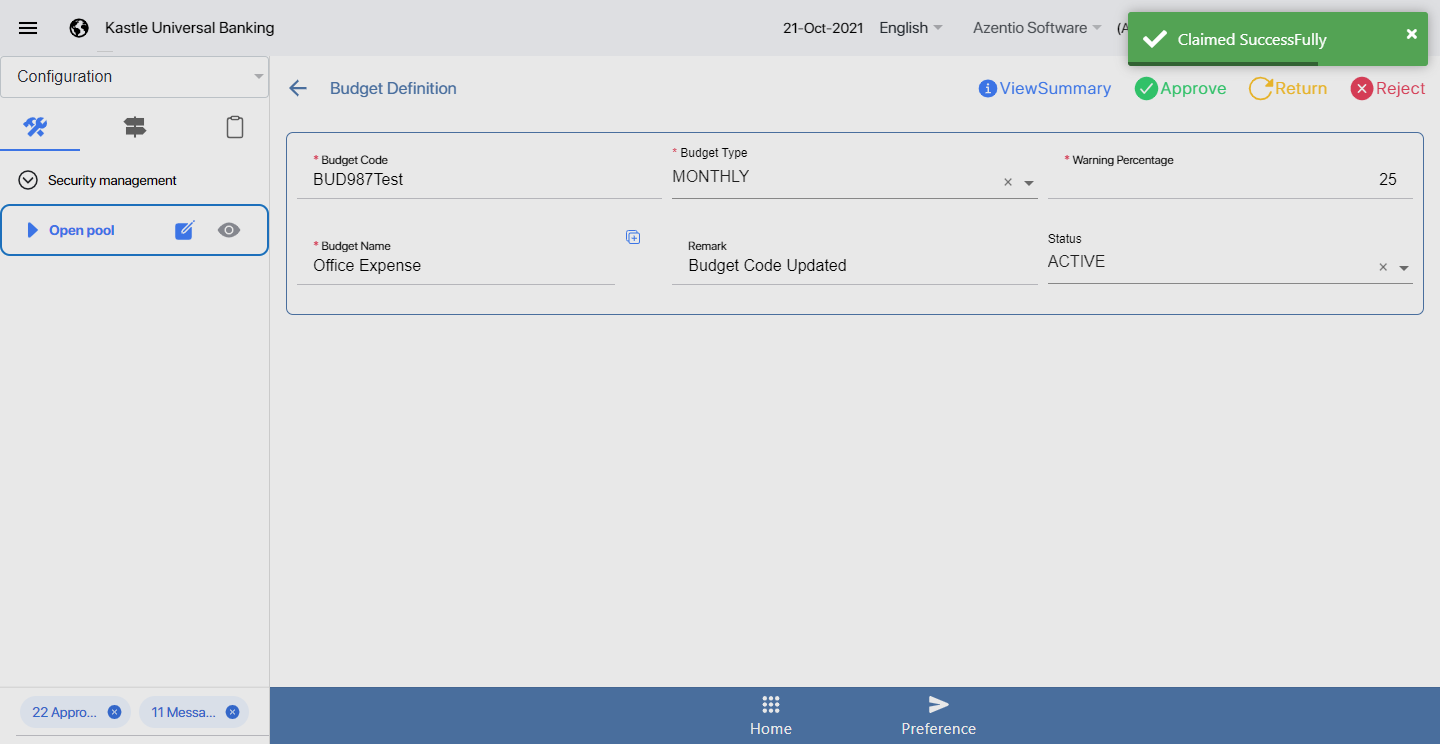 Kastle Universal Banking
21-Oct-2021
English
Azentio Software
(A
Claimed SuccessFully
Configuration
Budget Definition
ViewSummary
Approve
Return
Reject
Security management
Open pool
* Budget Code
BUD987Test
* Budget Type
MONTHLY
* Warning Percentage
25
* Budget Name
Office Expense
Remark
Budget Code Updated
Status
ACTIVE
22 Appro...
11 Messa...
Home
Preference